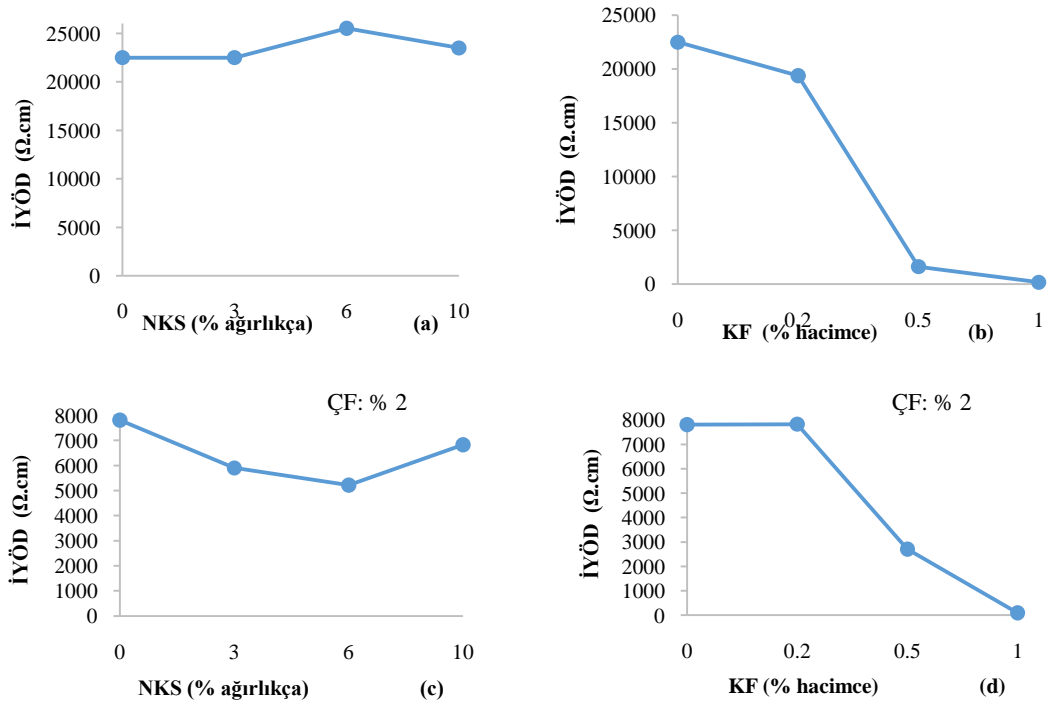 25000
20000
15000
10000
5000
0
İYÖD (Ω.cm)
0 3 6 10
NKS (% ağırlıkça) (a)
25000
20000
15000
10000
5000
0
İYÖD (Ω.cm)
0 0.2 0.5 1
KF (% hacimce) (b)
ÇF: % 2
8000
7000
6000
5000
4000
3000
2000
1000
0
İYÖD (Ω.cm)
0 3 6 10
NKS (% ağırlıkça) (c)
ÇF: % 2
8000
7000
6000
5000
4000
3000
2000
1000
0
İYÖD (Ω.cm)
0 0.2 0.5 1
KF (% hacimce) (d)